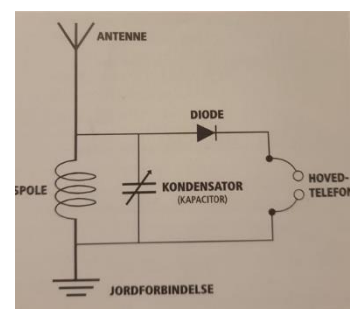 ANTENNE
DIODE
SPOLE
KONDENSATOR
(KAPACITOR)
HOVED-
TELEFON
JORDFORBINDELSE